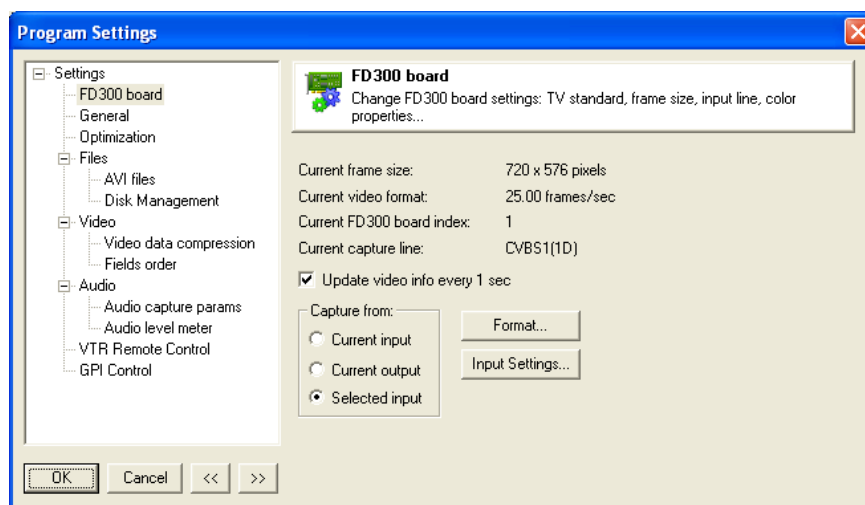 Program Settings
Settings
FD300 board
General
Optimization
Files
AVI files
Disk Management
Video
Video data compression
Fields order
Audio
Audio capture params
Audio level meter
VTR Remote Control
GPI Control
FD300 board
Change FD300 board settings: TV standard, frame size, input line, color
properties...
Current frame size: 720 x 576 pixels
Current video format: 25.00 frames/sec
Current FD300 board index: 1
Current capture line: CVBS1(1D)
Update video info every 1 sec
Capture from:
Current input
Current output
Selected input
Format...
Input Settings...
OK Cancel << >>